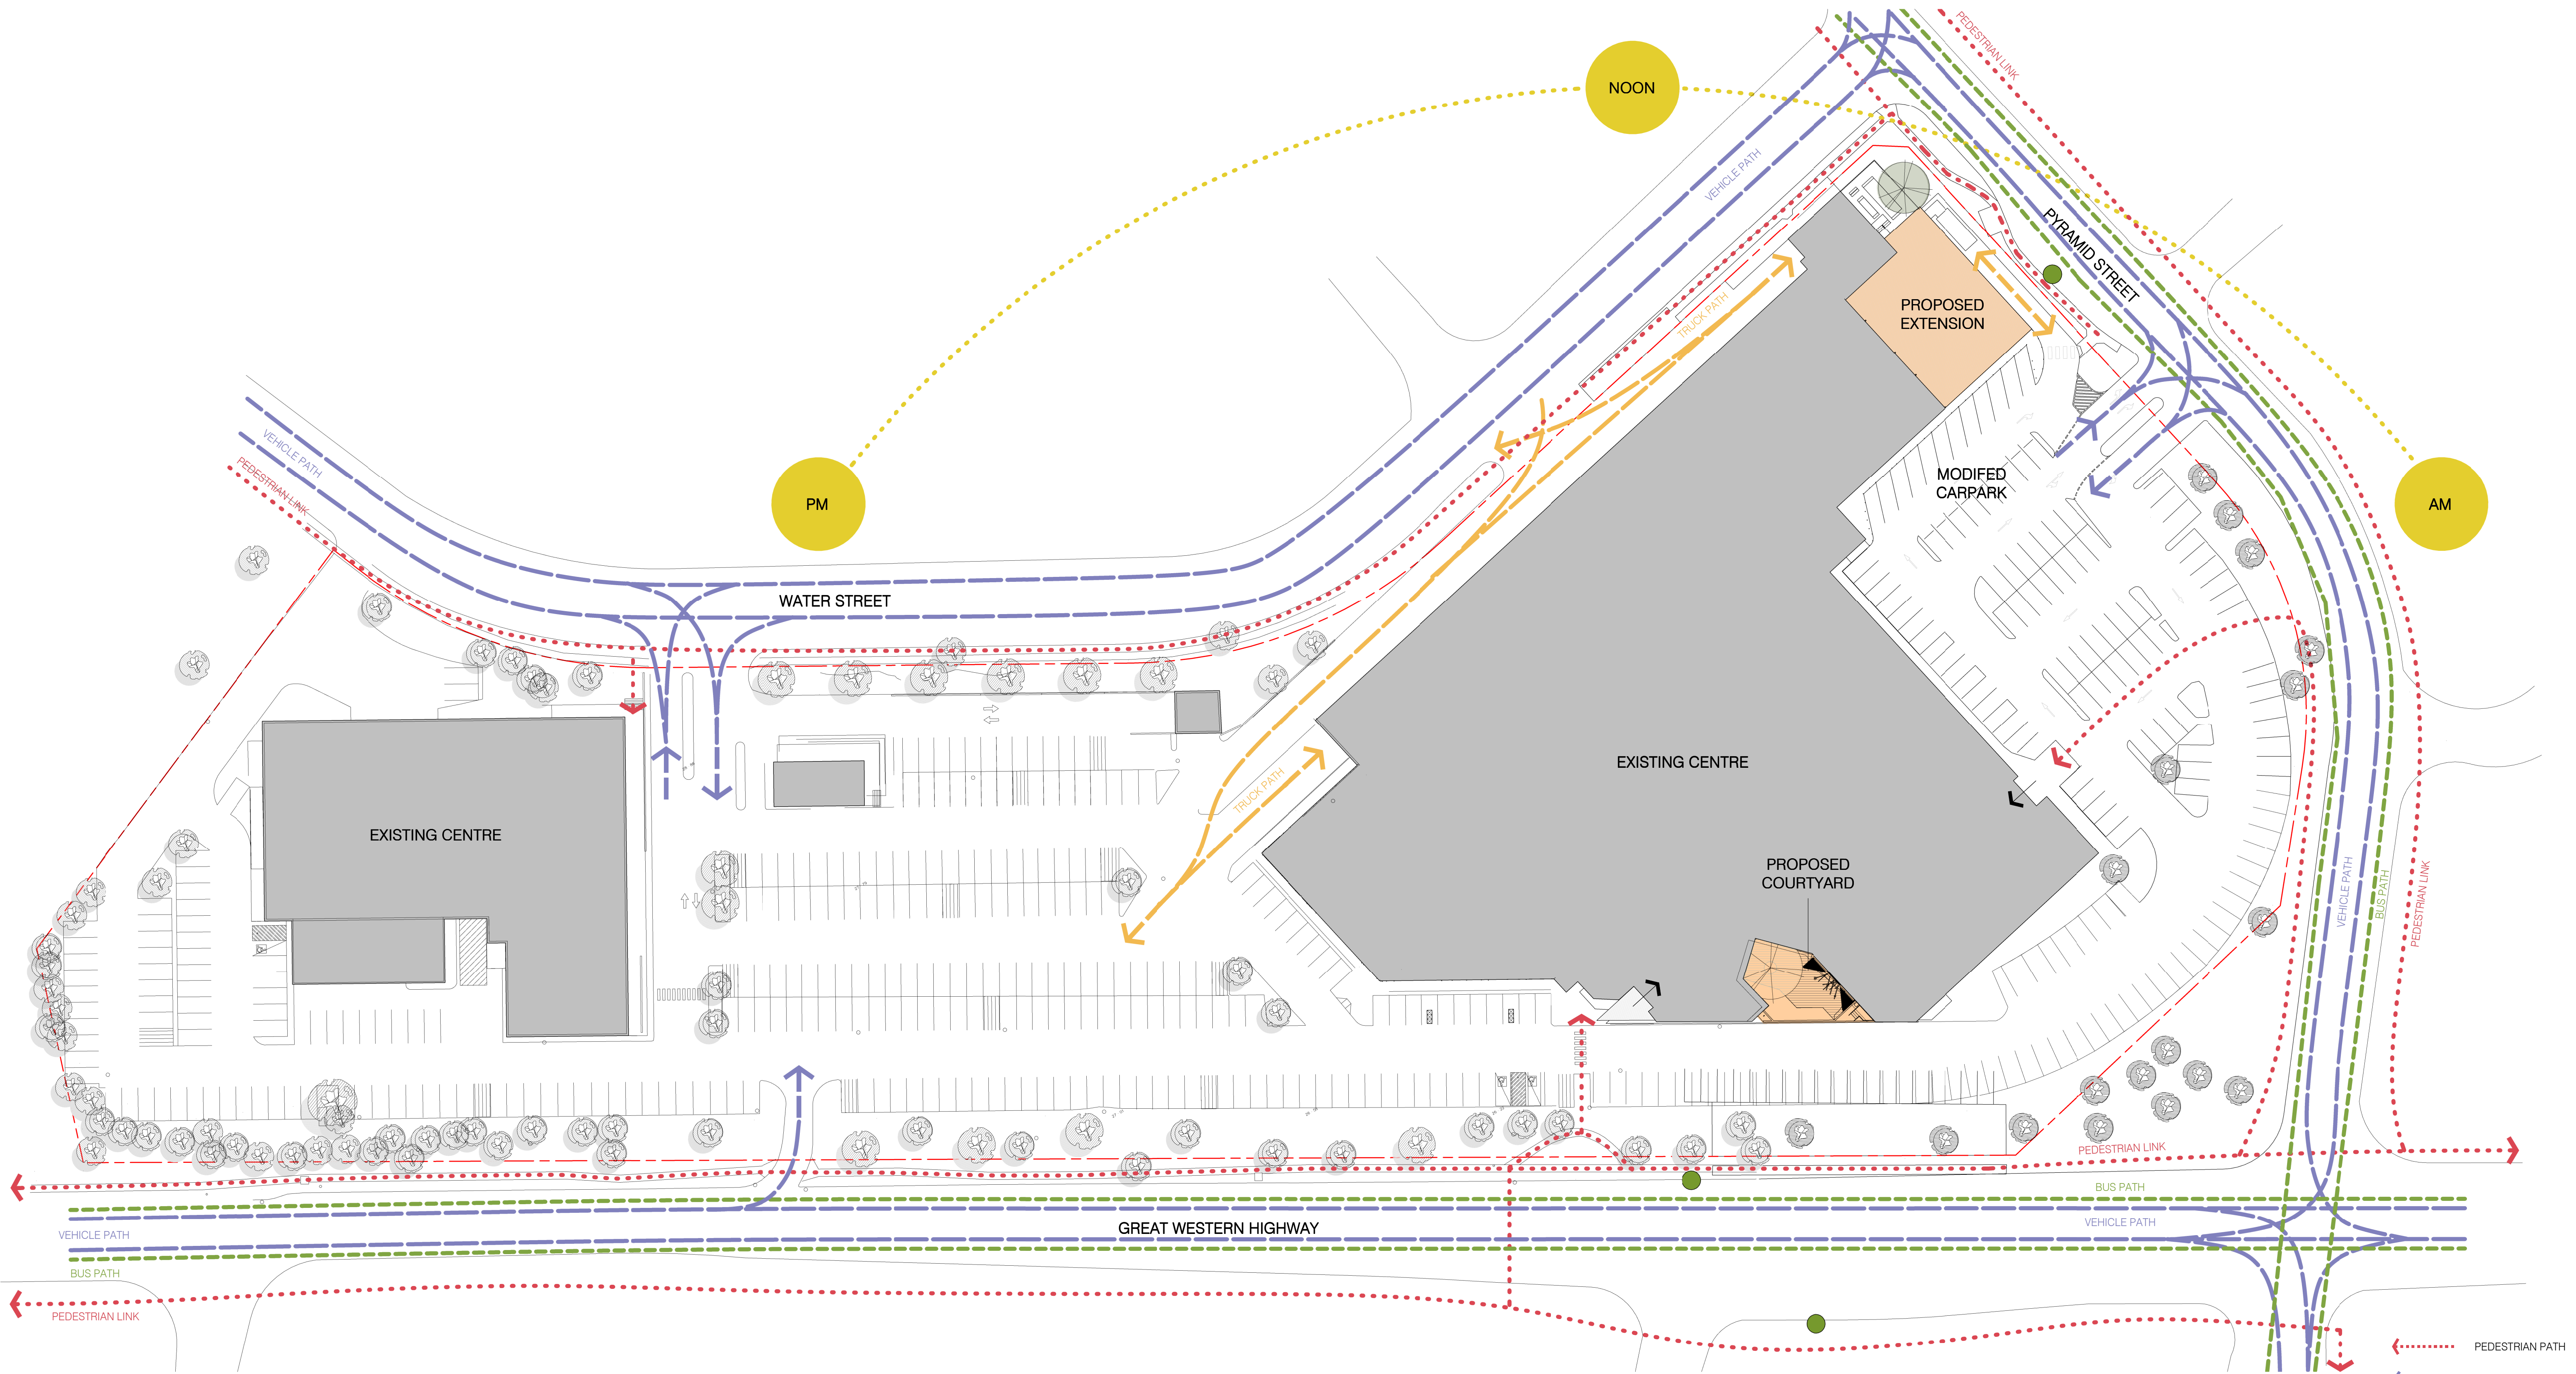 PEDESTRIAN LINK
NOON
VEHICLE PATH
PYRAMID STREET
TRUCK PATH
PROPOSED
EXTENSION
VEHICLE PATH
PEDESTRIAN LINK
PM
MODIFED
CARPARK
AM
WATER STREET
EXISTING CENTRE
TRUCK PATH
EXISTING CENTRE
PROPOSED
COURTYARD
VEHICLE PATH
BUS PATH
PEDESTRIAN LINK
PEDESTRIAN LINK
BUS PATH
VEHICLE PATH
GREAT WESTERN HIGHWAY
VEHICLE PATH
BUS PATH
PEDESTRIAN LINK
PEDESTRIAN PATH